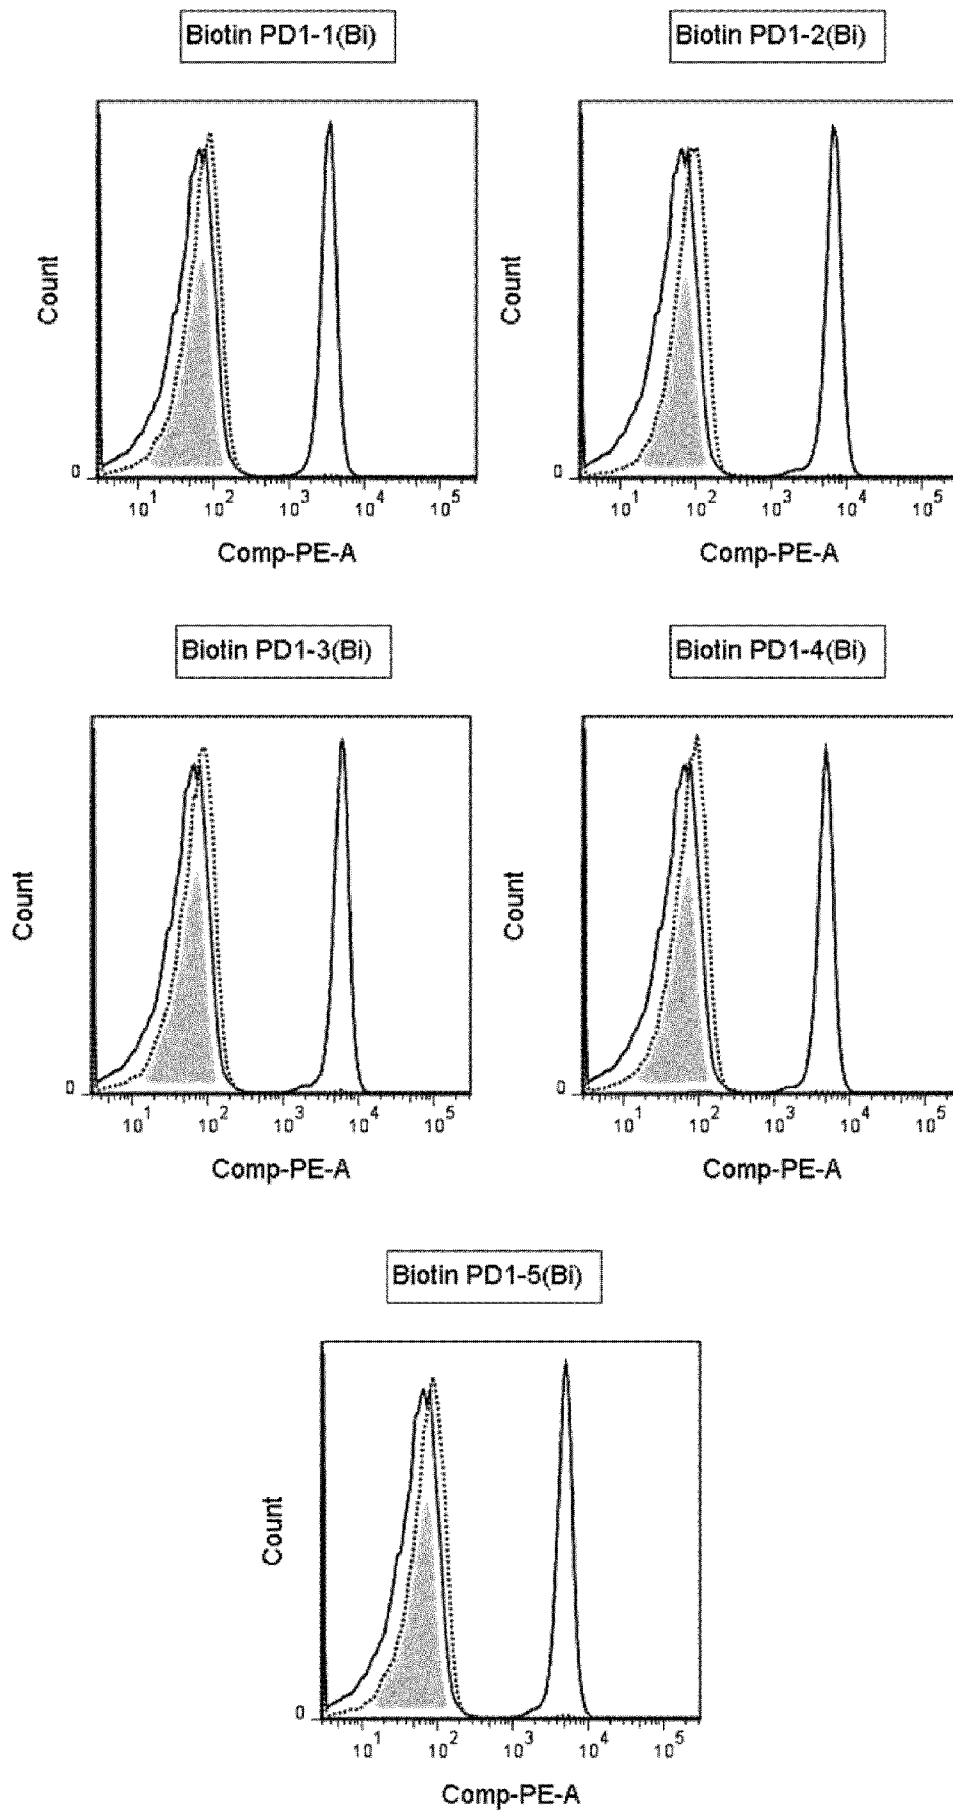 Biotin PD1-1(Bi)
Biotin PD1-2(Bi)
Count
0
10^1 10^2 10^3 10^4 10^5
Comp-PE-A
Count
0
10^1 10^2 10^3 10^4 10^5
Comp-PE-A
Biotin PD1-3(Bi)
Biotin PD1-4(Bi)
Count
0
10^1 10^2 10^3 10^4 10^5
Comp-PE-A
Count
0
10^1 10^2 10^3 10^4 10^5
Comp-PE-A
Biotin PD1-5(Bi)
Count
0
10^1 10^2 10^3 10^4 10^5
Comp-PE-A